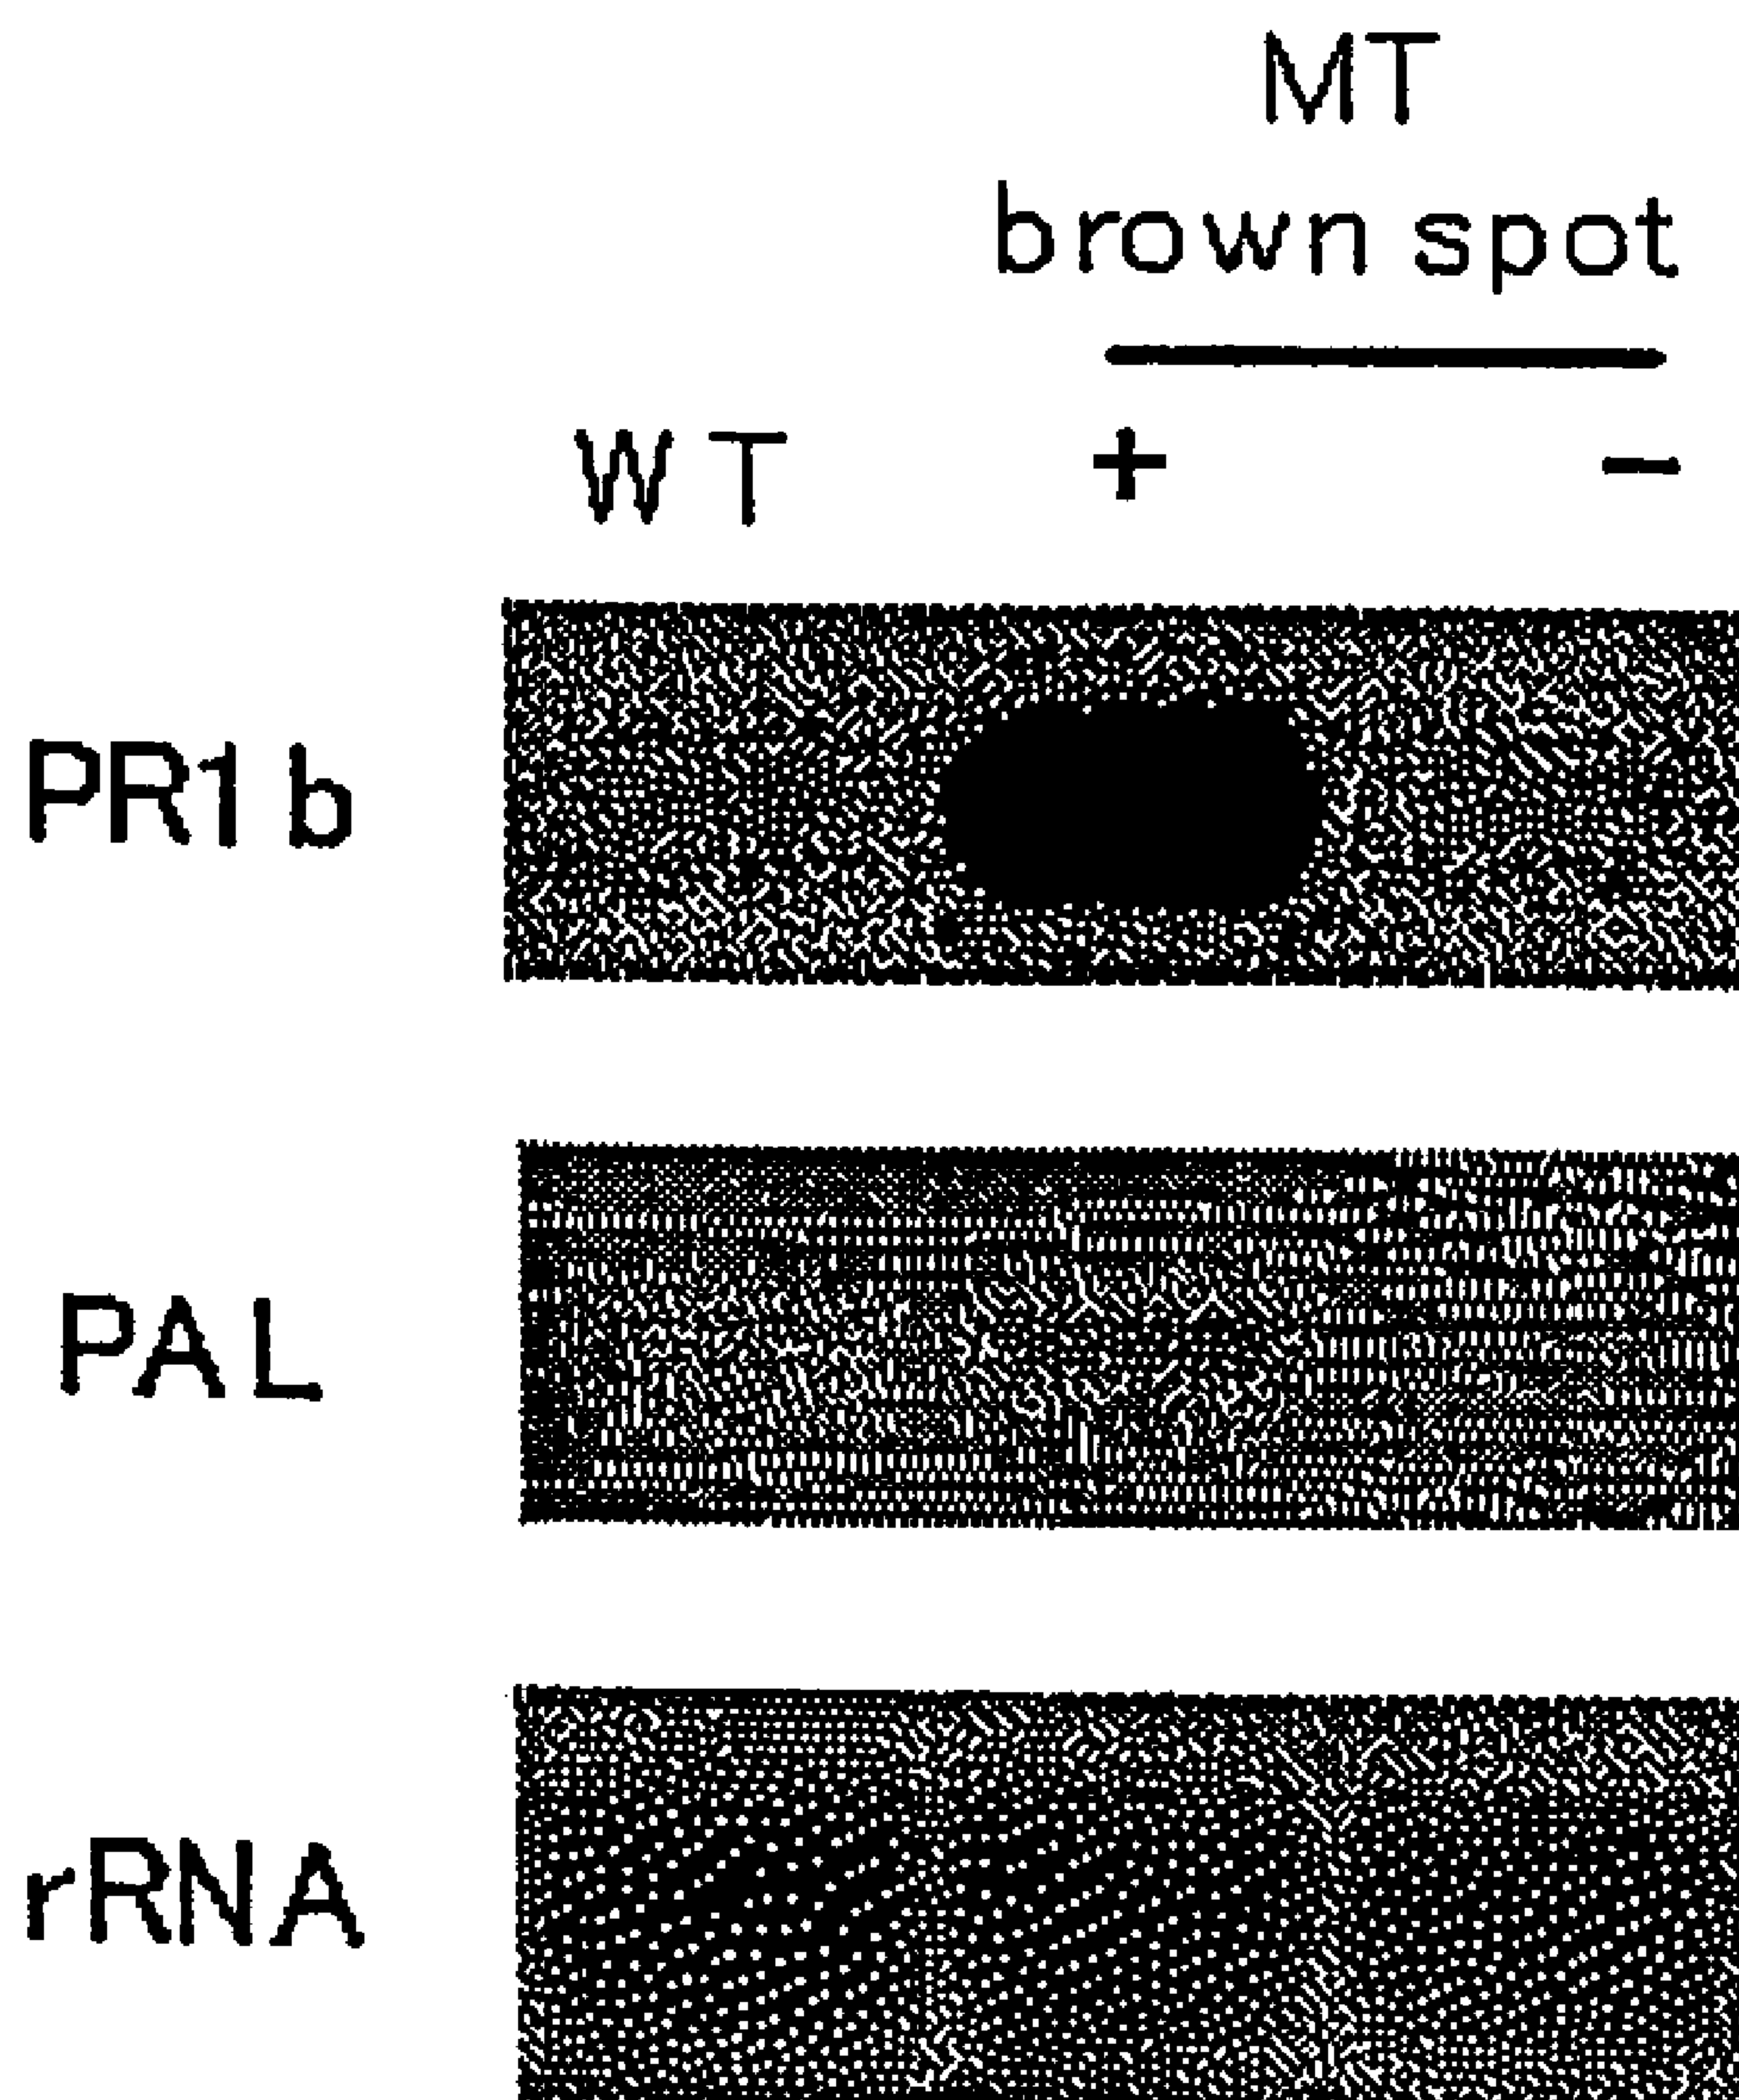 MT
brown spot
WT + −
PR1b
PAL
rRNA